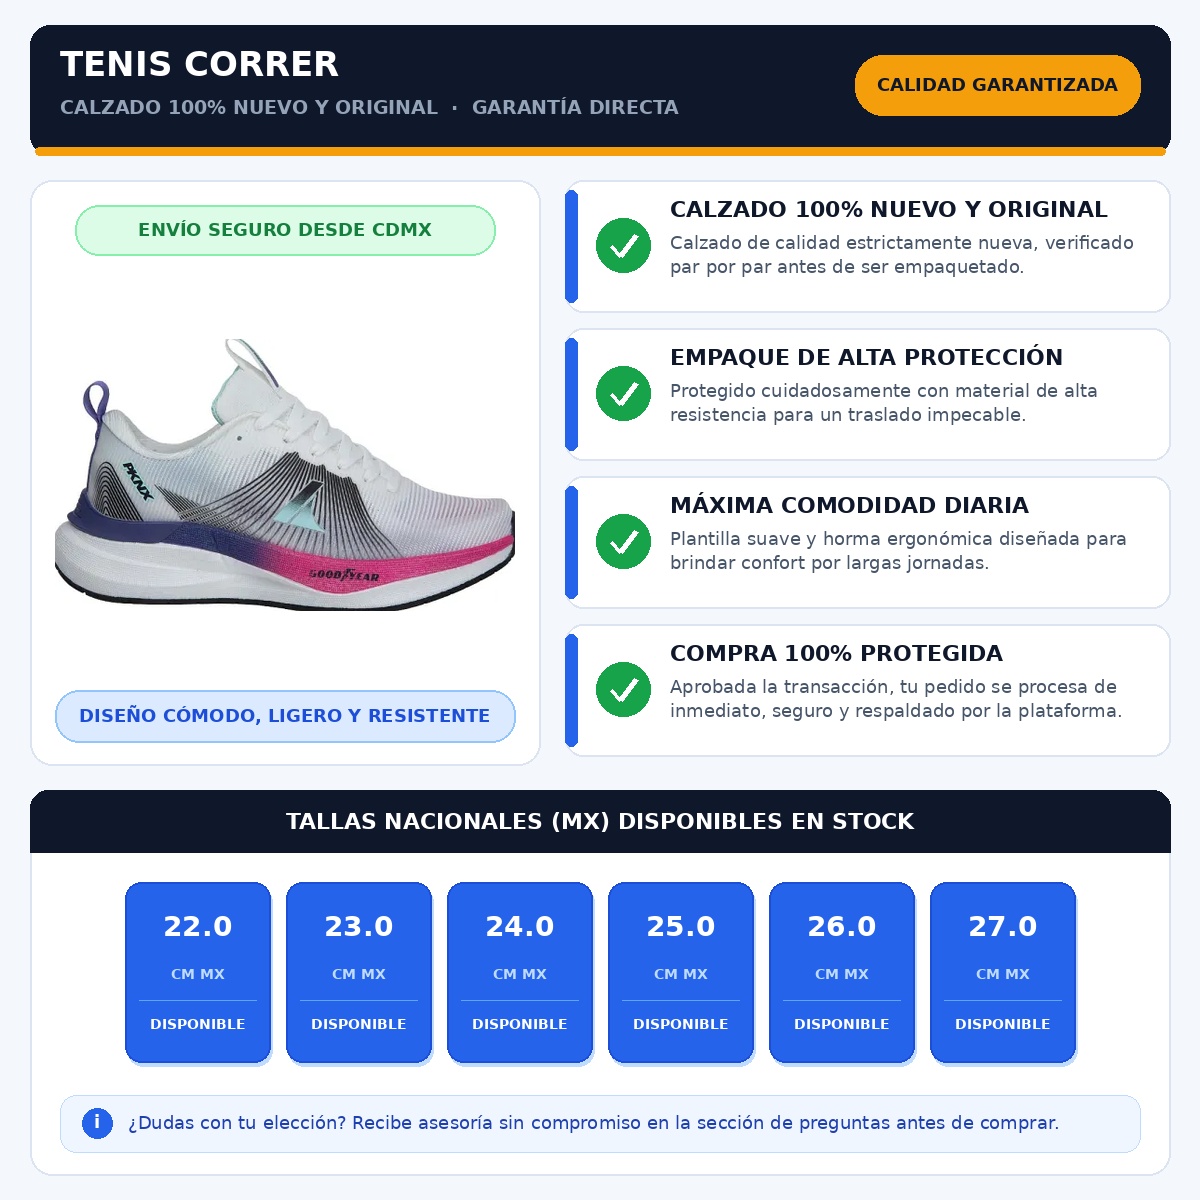 TENIS CORRER
CALZADO 100% NUEVO Y ORIGINAL · GARANTÍA DIRECTA
CALIDAD GARANTIZADA
ENVÍO SEGURO DESDE CDMX
PKNX
GOODYEAR
DISEÑO CÓMODO, LIGERO Y RESISTENTE
CALZADO 100% NUEVO Y ORIGINAL
Calzado de calidad estrictamente nueva, verificado
par por par antes de ser empaquetado.
EMPAQUE DE ALTA PROTECCIÓN
Protegido cuidadosamente con material de alta
resistencia para un traslado impecable.
MÁXIMA COMODIDAD DIARIA
Plantilla suave y horma ergonómica diseñada para
brindar confort por largas jornadas.
COMPRA 100% PROTEGIDA
Aprobada la transacción, tu pedido se procesa de
inmediato, seguro y respaldado por la plataforma.
TALLAS NACIONALES (MX) DISPONIBLES EN STOCK
22.0
CM MX
DISPONIBLE
23.0
CM MX
DISPONIBLE
24.0
CM MX
DISPONIBLE
25.0
CM MX
DISPONIBLE
26.0
CM MX
DISPONIBLE
27.0
CM MX
DISPONIBLE
i ¿Dudas con tu elección? Recibe asesoría sin compromiso en la sección de preguntas antes de comprar.